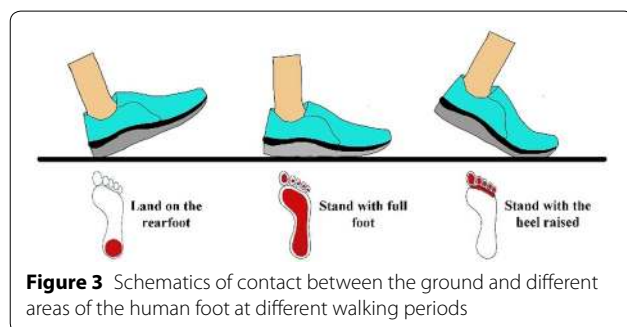 Land on the
rearfoot
Stand with full
foot
Stand with the
heel raised
Figure 3 Schematics of contact between the ground and different
areas of the human foot at different walking periods